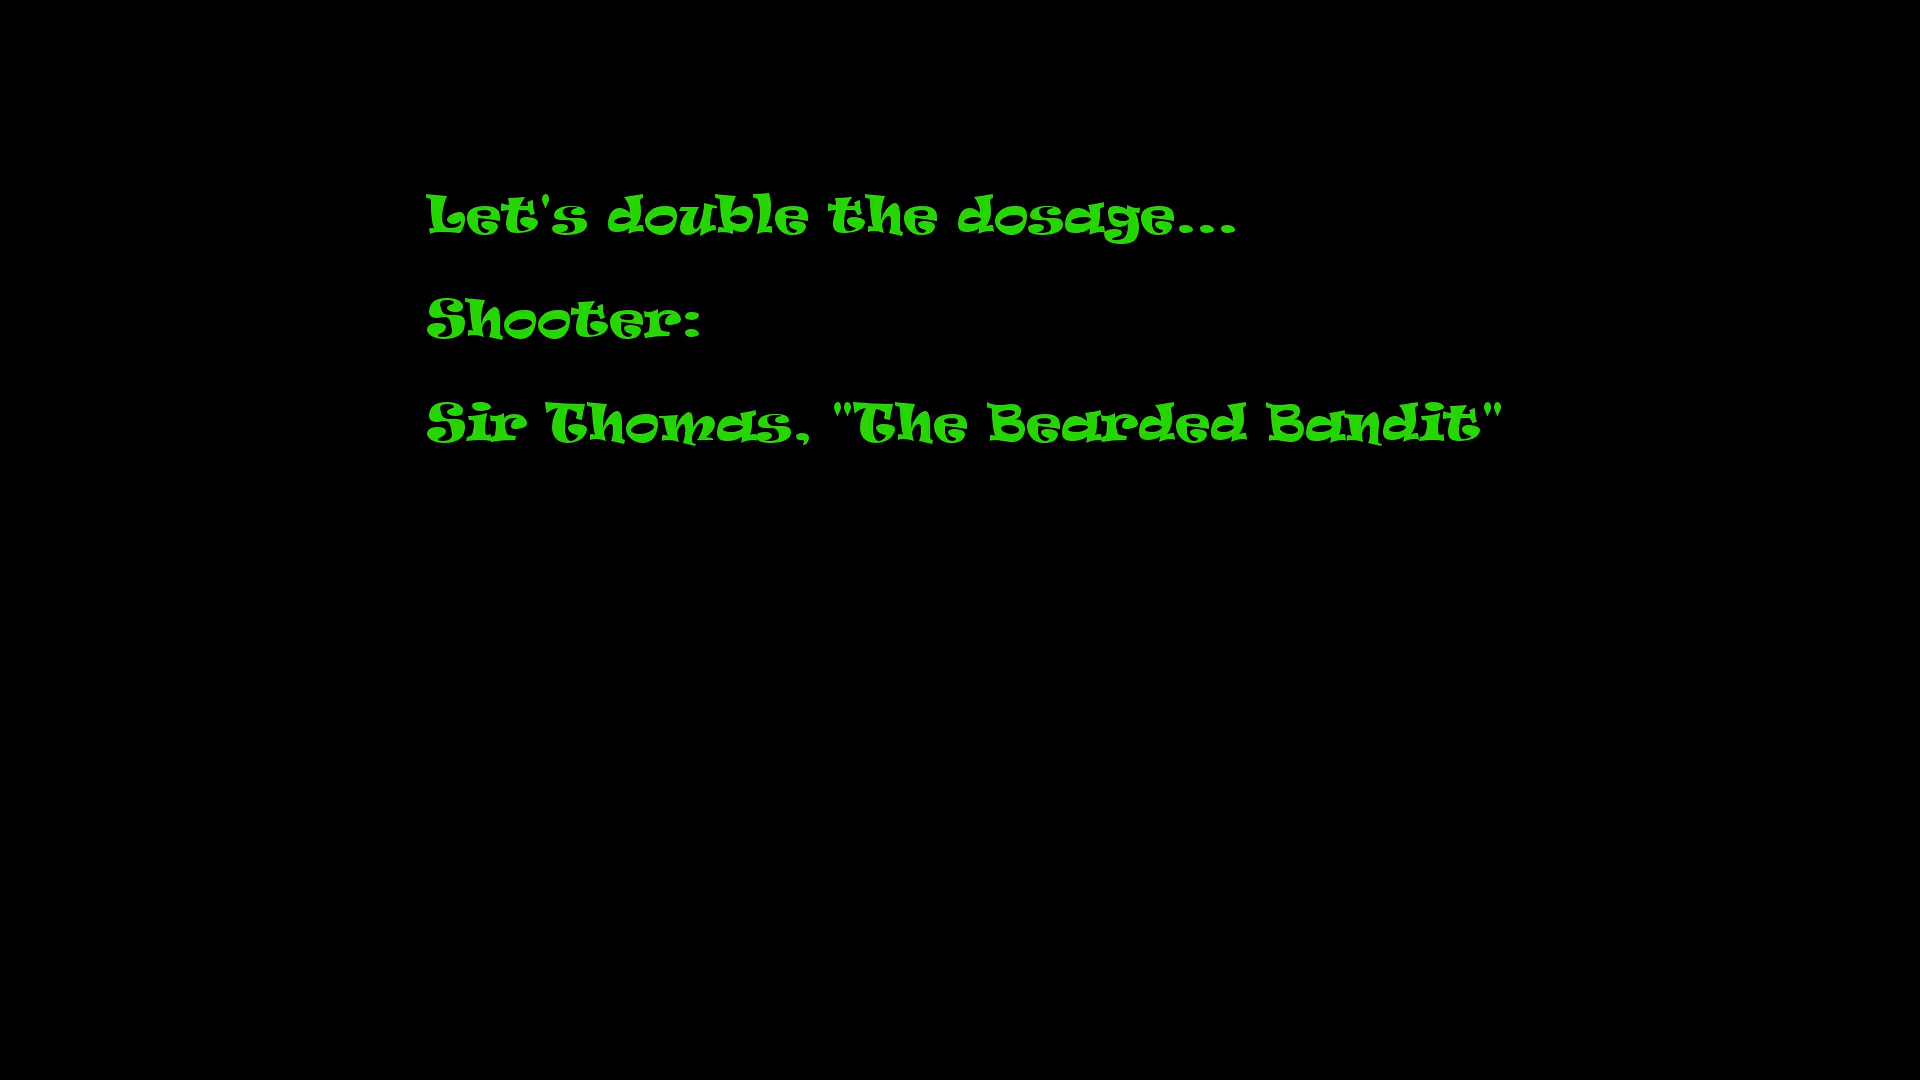 Let's double the dosage...
Shooter:
Sir Thomas, "The Bearded Bandit"